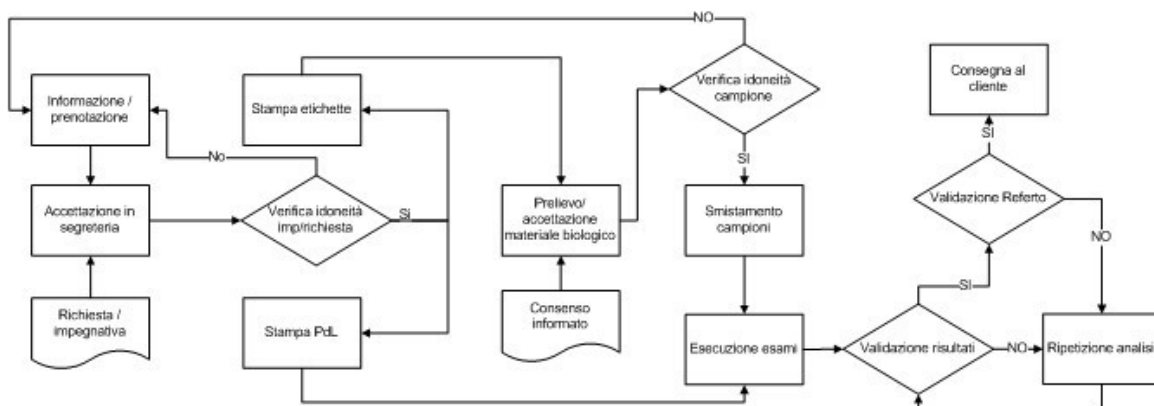 NO
Informazione /
prenotazione
Stampa etichette
Verifica idoneità
campione
Consegna al
cliente
No
SI
SI
Accettazione in
segreteria
Verifica idoneità
imp/richiesta
Si
Prelievo/
accettazione
materiale biologico
Smistamento
campioni
Validazione Referto
NO
SI
Richiesta /
impegnativa
Stampa PdL
Consenso
informato
Esecuzione esami
Validazione risultati
NO
Ripetizione analisi